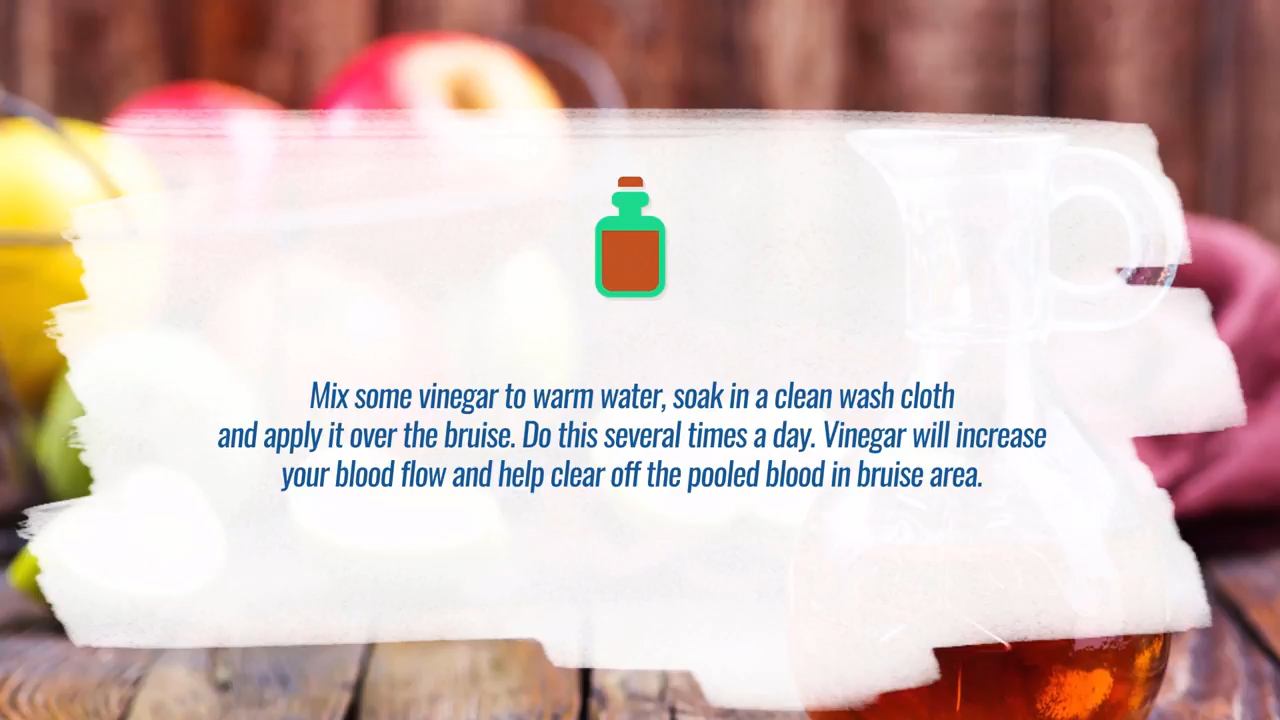 Mix some vinegar to warm water, soak in a clean wash cloth
and apply it over the bruise. Do this several times a day. Vinegar will increase
your blood flow and help clear off the pooled blood in bruise area.